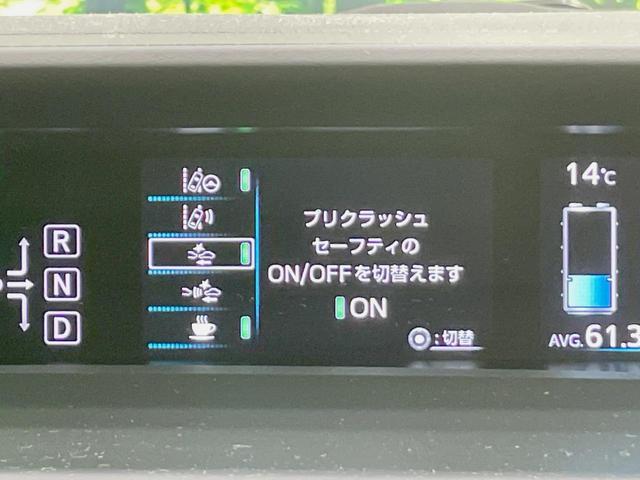 R
N
D
プリクラッシュ
セーフティの
ON/OFFを切替えます
ON
:切替
14℃
AVG.61.3